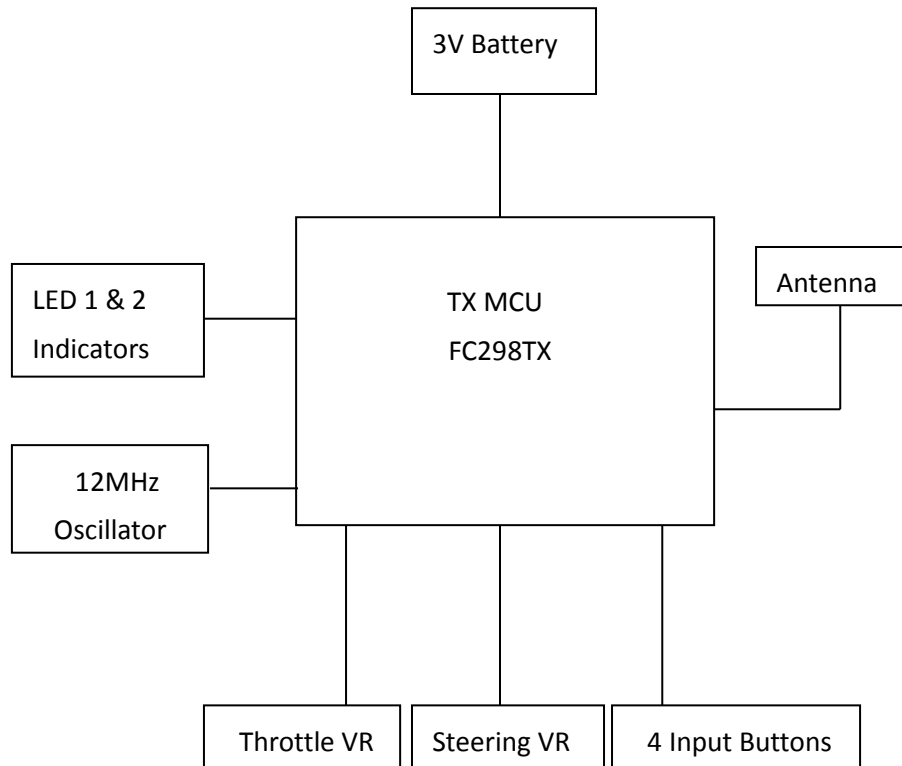 3V Battery
LED 1 & 2
Indicators
TX MCU
FC298TX
Antenna
12MHz
Oscillator
Throttle VR
Steering VR
4 Input Buttons